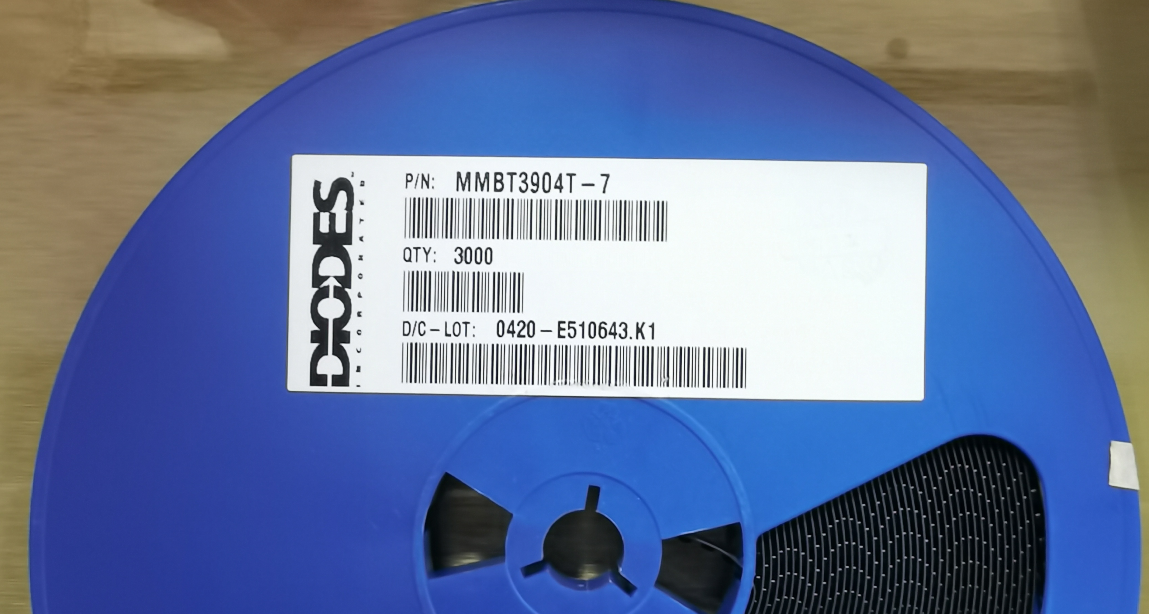 DIODES
INCORPORATED
P/N: MMBT3904T-7
QTY: 3000
D/C-LOT: 0420-E510643.K1